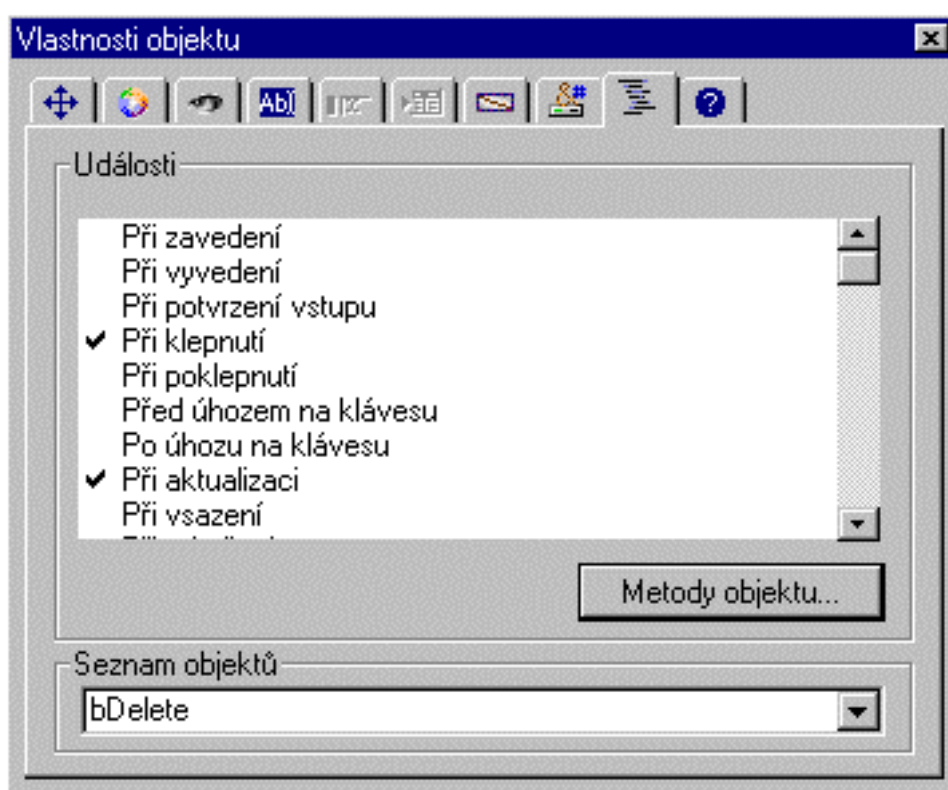 Vlastnosti objektu
Ab
&#
?
Události
Při zavedení
Při vyvedení
Při potvrzení vstupu
Při klepnutí
Při poklepnutí
Před úhozem na klávesu
Po úhozu na klávesu
Při aktualizaci
Při vsazení
Metody objektu...
Seznam objektů
bDelete